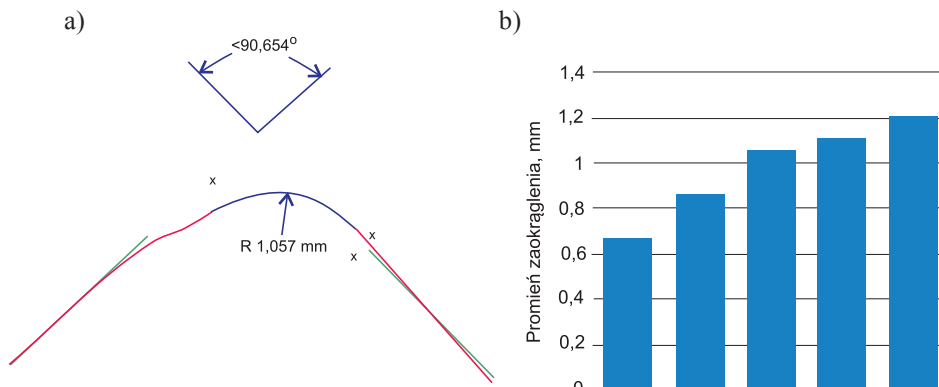 a)
<90,654°
x
x
x
R 1,057 mm
b)
Promień zaokrąglenia, mm
1,4
1,2
1
0,8
0,6
0,4
0,2
0